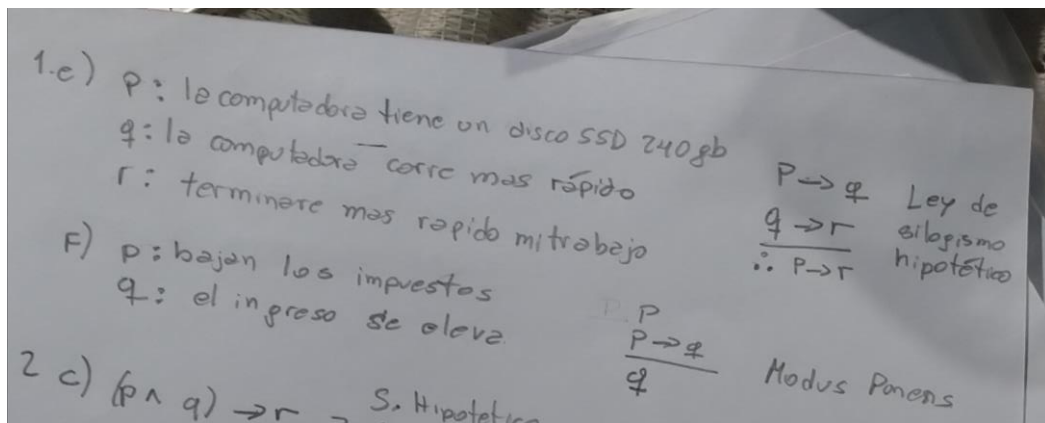 1.e) p: la computadora tiene un disco SSD 240gb
q: la computadora corre mas rápido
r: terminare mas rapido mi trabajo
p → q Ley de
q → r silogismo
∴ p → r hipotético
F) p: bajan los impuestos
q: el ingreso se eleva
p
p → q
q Modus Ponens
2 c) (p ∧ q) → r S. Hipotetico